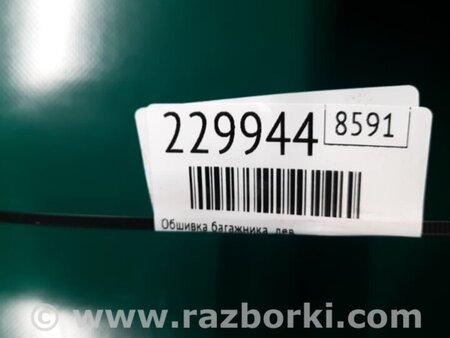 229944 8591
Обшивка багажника, лев
© www.razborki.com